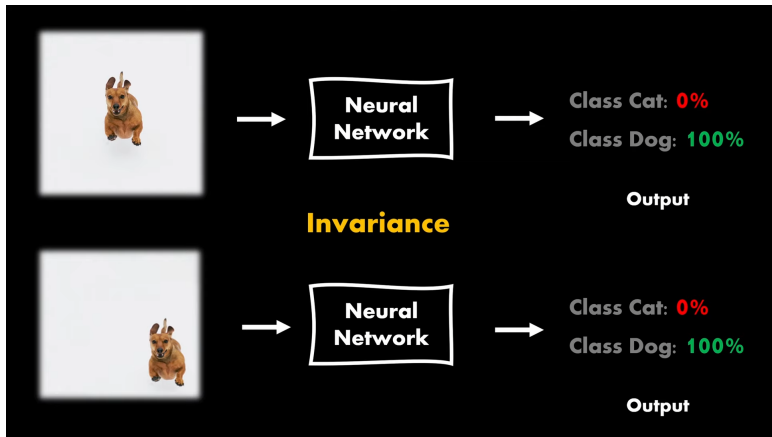 Neural
Network
Class Cat: 0%
Class Dog: 100%
Output
Invariance
Neural
Network
Class Cat: 0%
Class Dog: 100%
Output